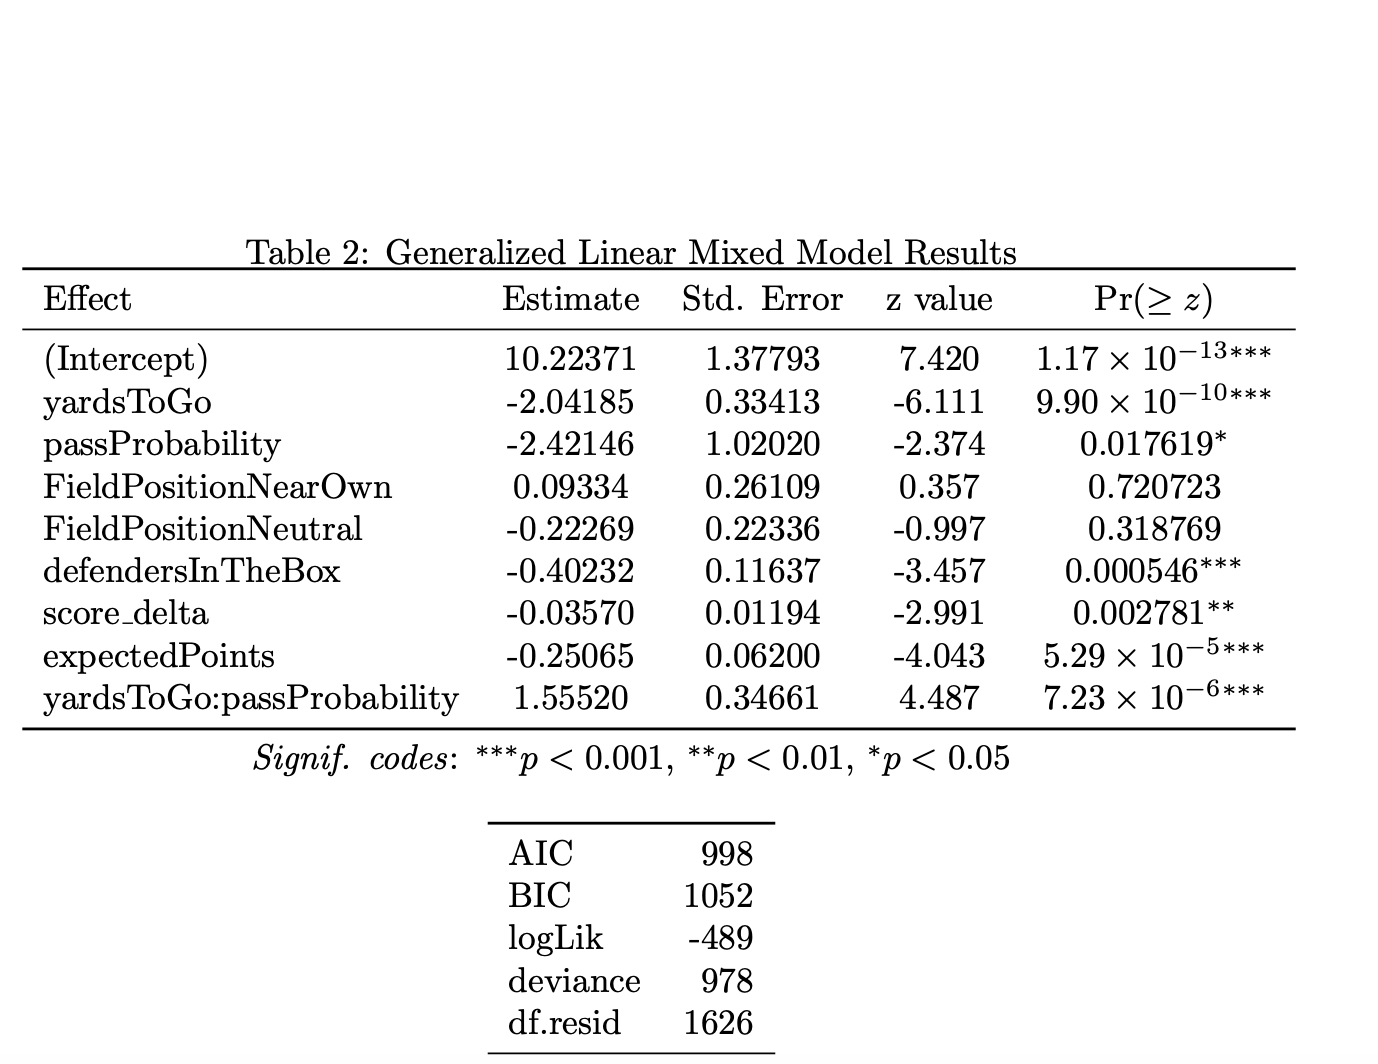 Table 2: Generalized Linear Mixed Model Results
Effect Estimate Std. Error z value Pr(≥ z)
(Intercept) 10.22371 1.37793 7.420 1.17 × 10⁻¹³***
yardsToGo -2.04185 0.33413 -6.111 9.90 × 10⁻¹⁰***
passProbability -2.42146 1.02020 -2.374 0.017619*
FieldPositionNearOwn 0.09334 0.26109 0.357 0.720723
FieldPositionNeutral -0.22269 0.22336 -0.997 0.318769
defendersInTheBox -0.40232 0.11637 -3.457 0.000546***
score_delta -0.03570 0.01194 -2.991 0.002781**
expectedPoints -0.25065 0.06200 -4.043 5.29 × 10⁻⁵***
yardsToGo:passProbability 1.55520 0.34661 4.487 7.23 × 10⁻⁶***
Signif. codes: ***p < 0.001, **p < 0.01, *p < 0.05
AIC 998
BIC 1052
logLik -489
deviance 978
df.resid 1626